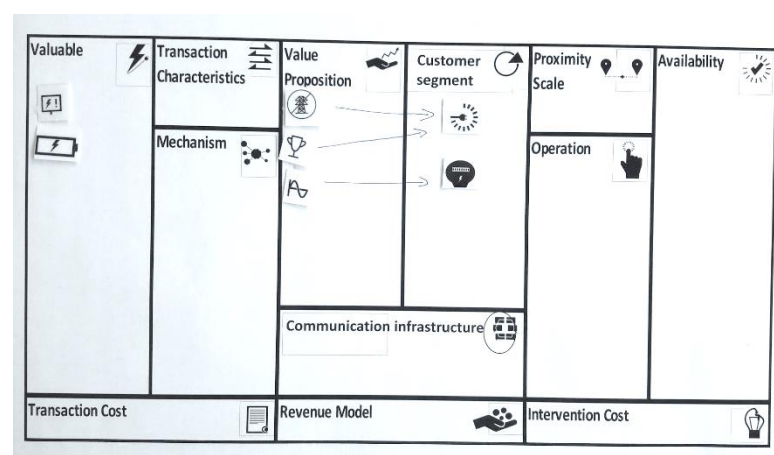 Valuable
Transaction
Characteristics
Mechanism
Value
Proposition
Customer
segment
Communication infrastructure
Proximity
Scale
Operation
Availability
Transaction Cost
Revenue Model
Intervention Cost